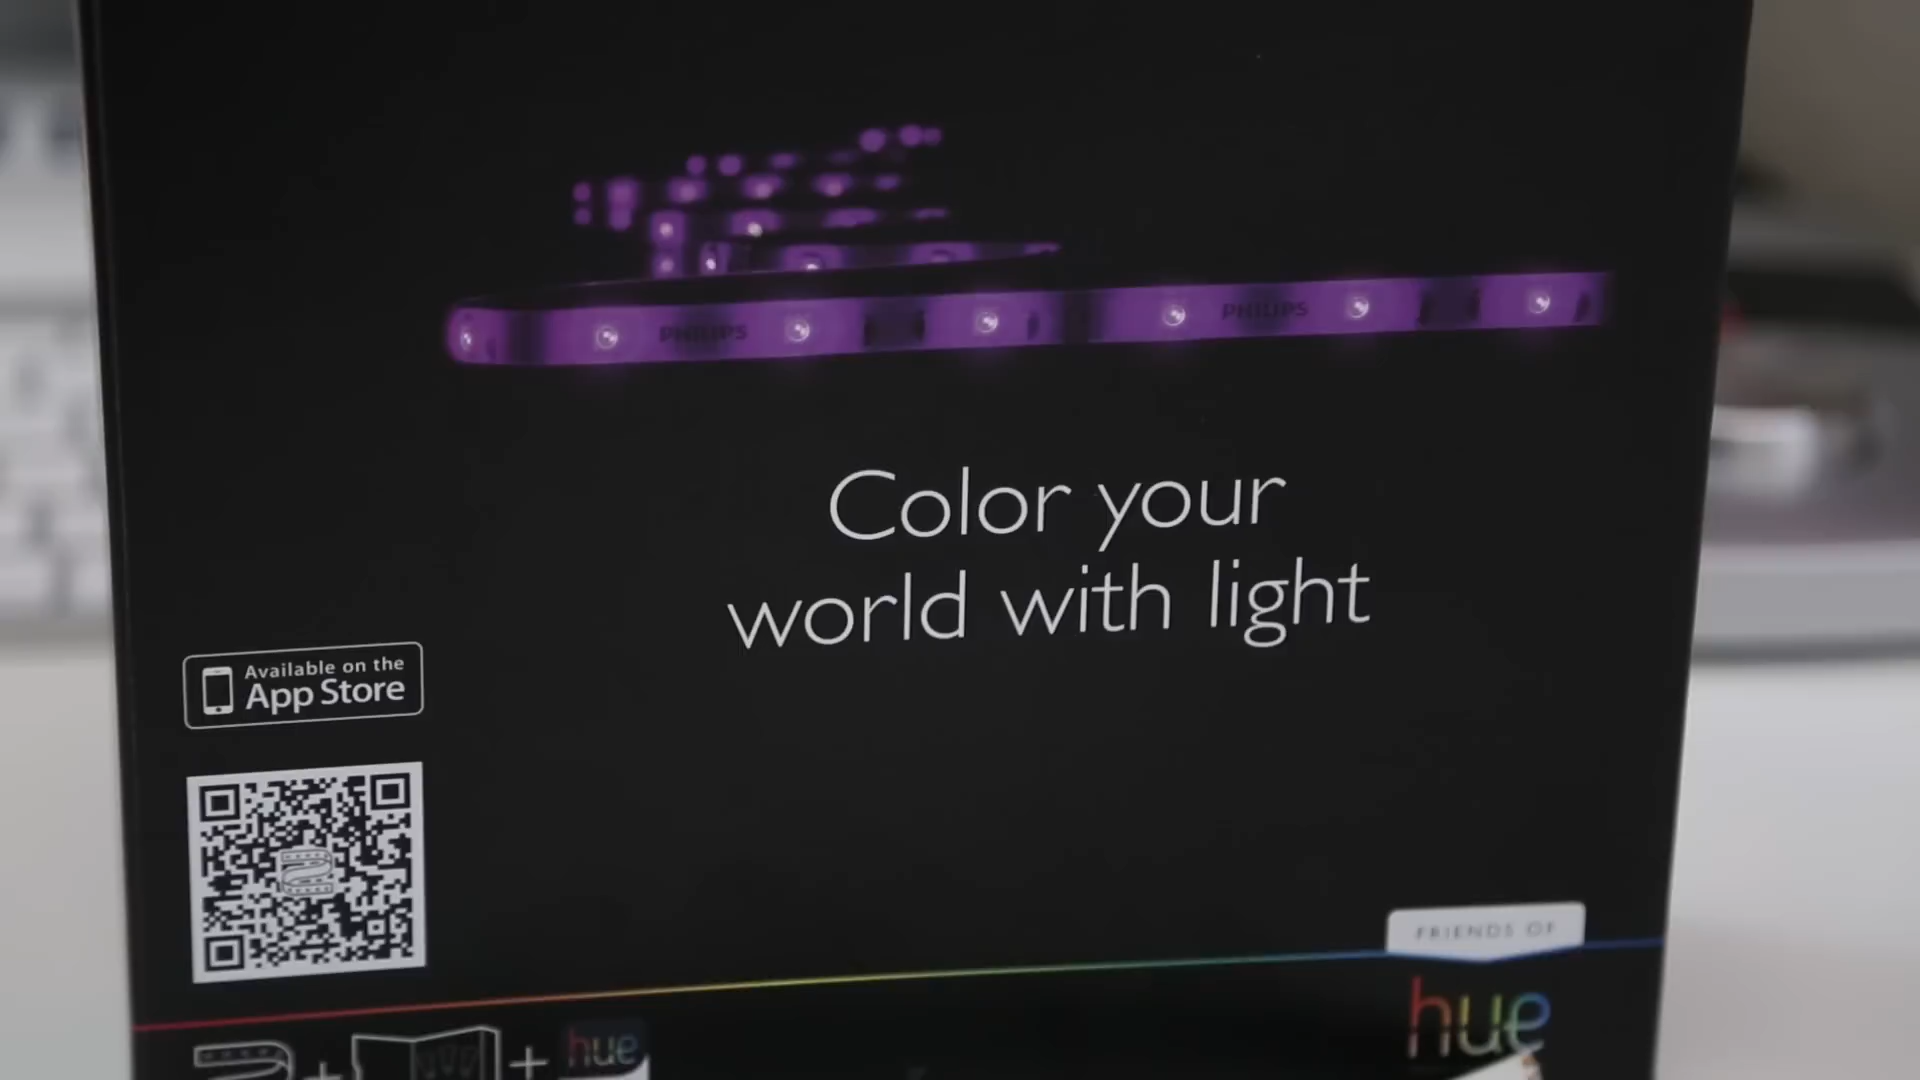 PHILIPS
PHILIPS
Color your
world with light
Available on the
App Store
FRIENDS OF
hue
+
+ hue